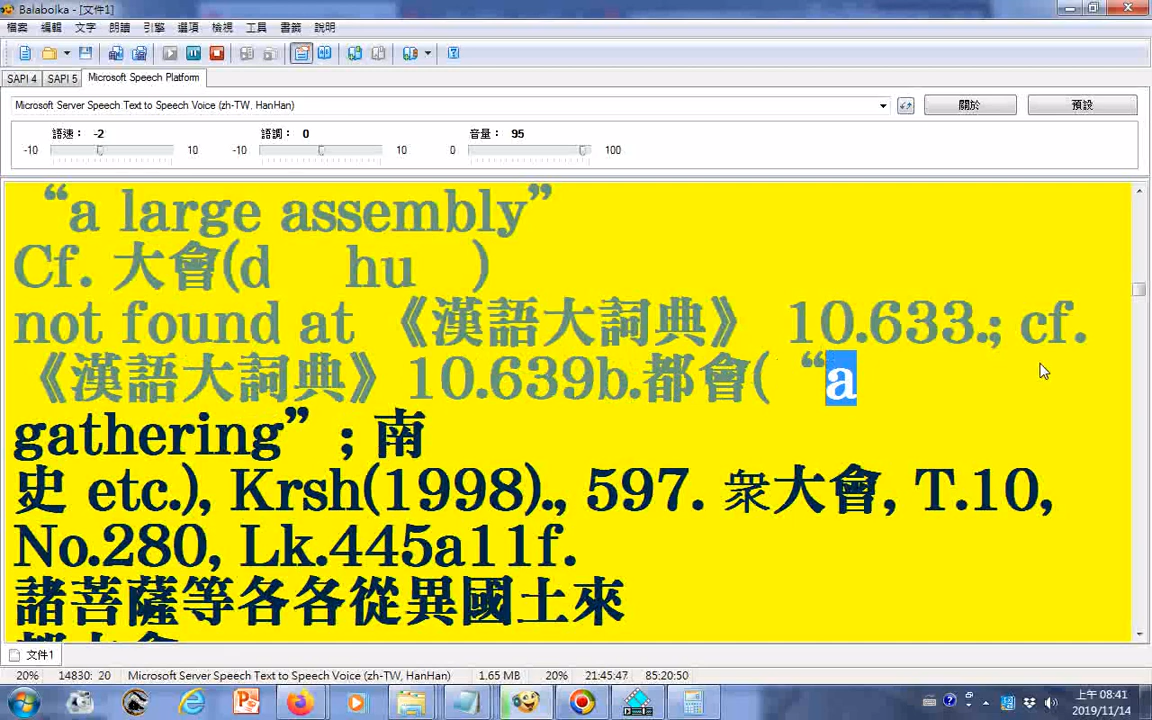 Balabolka - [文件1]
檔案 編輯 文字 朗讀 引擎 選項 檢視 工具 書籤 說明
SAPI 4 SAPI 5 Microsoft Speech Platform
Microsoft Server Speech Text to Speech Voice (zh-TW, HanHan) 關於 預設
語速： -2 語調： 0 音量： 95
-10 10 -10 10 0 100
“a large assembly”
Cf. 大會(d hu )
not found at 《漢語大詞典》 10.633.; cf.
《漢語大詞典》10.639b.都會( “a
gathering”; 南
史 etc.), Krsh(1998)., 597. 衆大會, T.10,
No.280, Lk.445a11f.
諸菩薩等各各從異國土來
都大會
文件1
20% 14830: 20 Microsoft Server Speech Text to Speech Voice (zh-TW, HanHan) 1.65 MB 20% 21:45:47 85:20:50
上午 08:41
2019/11/14